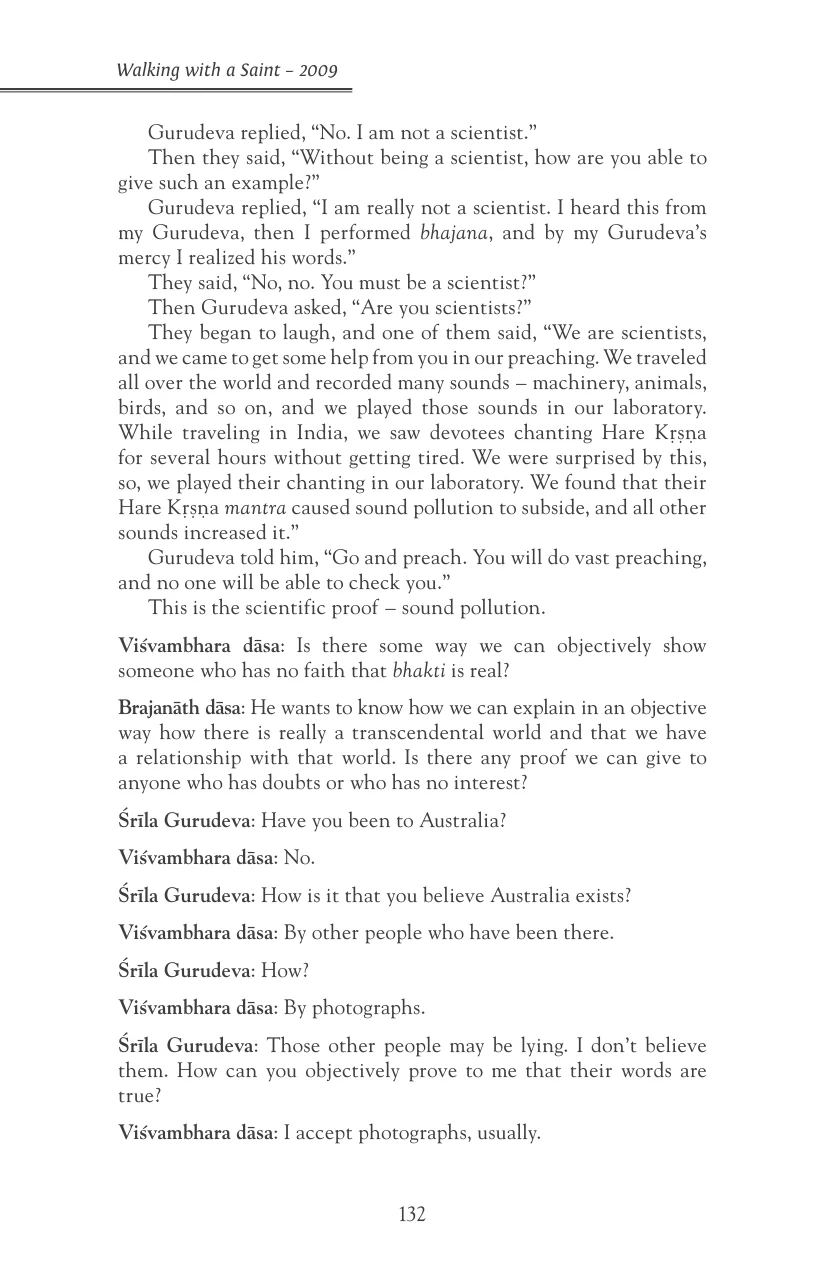 Walking with a Saint – 2009
Gurudeva replied, “No. I am not a scientist.”
Then they said, “Without being a scientist, how are you able to
give such an example?”
Gurudeva replied, “I am really not a scientist. I heard this from
my Gurudeva, then I performed bhajana, and by my Gurudeva’s
mercy I realized his words.”
They said, “No, no. You must be a scientist?”
Then Gurudeva asked, “Are you scientists?”
They began to laugh, and one of them said, “We are scientists,
and we came to get some help from you in our preaching. We traveled
all over the world and recorded many sounds – machinery, animals,
birds, and so on, and we played those sounds in our laboratory.
While traveling in India, we saw devotees chanting Hare Kṛṣṇa
for several hours without getting tired. We were surprised by this,
so, we played their chanting in our laboratory. We found that their
Hare Kṛṣṇa mantra caused sound pollution to subside, and all other
sounds increased it.”
Gurudeva told him, “Go and preach. You will do vast preaching,
and no one will be able to check you.”
This is the scientific proof – sound pollution.
Viśvambhara dāsa: Is there some way we can objectively show
someone who has no faith that bhakti is real?
Brajanāth dāsa: He wants to know how we can explain in an objective
way how there is really a transcendental world and that we have
a relationship with that world. Is there any proof we can give to
anyone who has doubts or who has no interest?
Śrīla Gurudeva: Have you been to Australia?
Viśvambhara dāsa: No.
Śrīla Gurudeva: How is it that you believe Australia exists?
Viśvambhara dāsa: By other people who have been there.
Śrīla Gurudeva: How?
Viśvambhara dāsa: By photographs.
Śrīla Gurudeva: Those other people may be lying. I don’t believe
them. How can you objectively prove to me that their words are
true?
Viśvambhara dāsa: I accept photographs, usually.
132